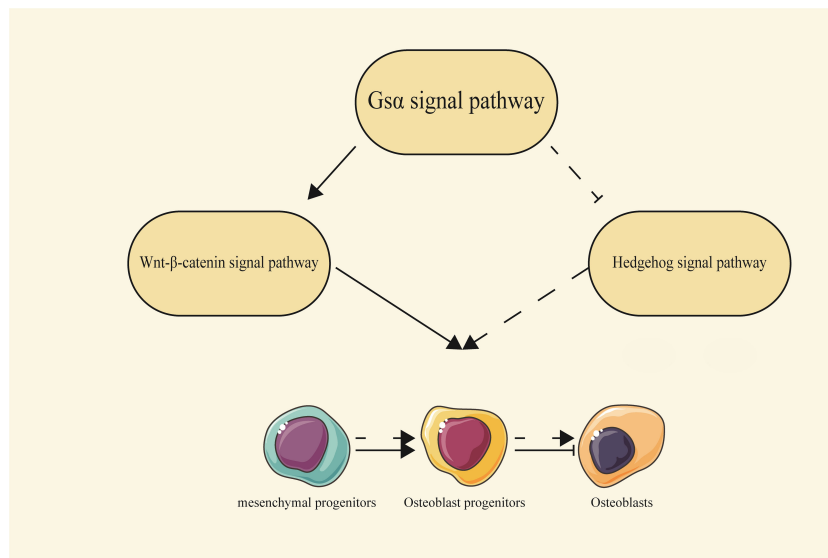 Gsα signal pathway
Wnt-β-catenin signal pathway
Hedgehog signal pathway
mesenchymal progenitors
Osteoblast progenitors
Osteoblasts